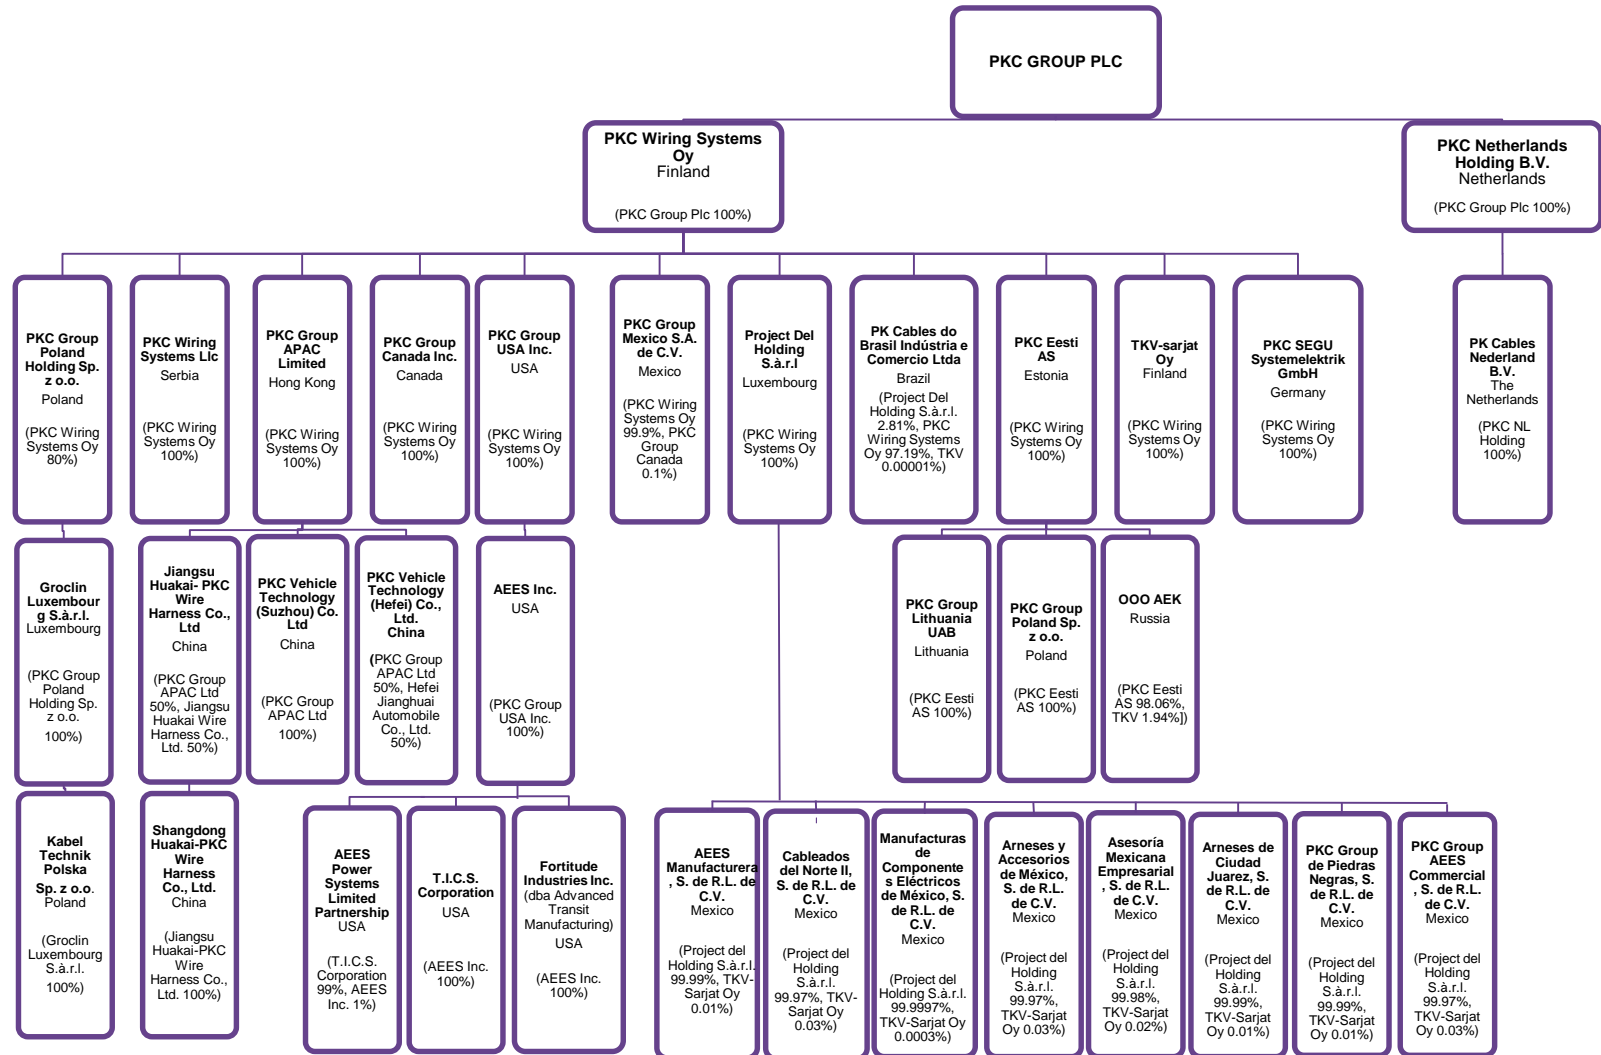 PKC GROUP PLC
PKC Wiring Systems
Oy
Finland
(PKC Group Plc 100%)
PKC Netherlands
Holding B.V.
Netherlands
(PKC Group Plc 100%)
PKC Group
Poland
Holding Sp.
z o.o.
Poland
(PKC Wiring
Systems Oy
80%)
PKC Wiring
Systems Llc
Serbia
(PKC Wiring
Systems Oy
100%)
PKC Group
APAC
Limited
Hong Kong
(PKC Wiring
Systems Oy
100%)
PKC Group
Canada Inc.
Canada
(PKC Wiring
Systems Oy
100%)
PKC Group
USA Inc.
USA
(PKC Wiring
Systems Oy
100%)
PKC Group
Mexico S.A.
de C.V.
Mexico
(PKC Wiring
Systems Oy
99.9%, PKC
Group
Canada
0.1%)
Project Del
Holding
S.à.r.l
Luxembourg
(PKC Wiring
Systems Oy
100%)
PK Cables do
Brasil Indústria e
Comercio Ltda
Brazil
(Project Del
Holding S.à.r.l.
2.81%, PKC
Wiring Systems
Oy 97.19%, TKV
0.00001%)
PKC Eesti
AS
Estonia
(PKC Wiring
Systems Oy
100%)
TKV-sarjat
Oy
Finland
(PKC Wiring
Systems Oy
100%)
PKC SEGU
Systemelektrik
GmbH
Germany
(PKC Wiring
Systems Oy
100%)
PK Cables
Nederland
B.V.
The
Netherlands
(PKC NL
Holding
100%)
Groclin
Luxembour
g S.à.r.l.
Luxembourg
(PKC Group
Poland
Holding Sp.
z o.o.
100%)
Jiangsu
Huakai- PKC
Wire
Harness Co.,
Ltd
China
(PKC Group
APAC Ltd
50%, Jiangsu
Huakai Wire
Harness Co.,
Ltd. 50%)
PKC Vehicle
Technology
(Suzhou) Co.
Ltd
China
(PKC Group
APAC Ltd
100%)
PKC Vehicle
Technology
(Hefei) Co.,
Ltd.
China
(PKC Group
APAC Ltd
50%, Hefei
Jianghuai
Automobile
Co., Ltd.
50%)
AEES Inc.
USA
(PKC Group
USA Inc.
100%)
PKC Group
Lithuania
UAB
Lithuania
(PKC Eesti
AS 100%)
PKC Group
Poland Sp.
z o.o.
Poland
(PKC Eesti
AS 100%)
OOO AEK
Russia
(PKC Eesti
AS 98.06%,
TKV 1.94%])
Kabel
Technik
Polska
Sp. z o.o.
Poland
(Groclin
Luxembourg
S.à.r.l.
100%)
Shangdong
Huakai-PKC
Wire
Harness
Co., Ltd.
China
(Jiangsu
Huakai-PKC
Wire
Harness Co.,
Ltd. 100%)
AEES
Power
Systems
Limited
Partnership
USA
(T.I.C.S.
Corporation
99%, AEES
Inc. 1%)
T.I.C.S.
Corporation
USA
(AEES Inc.
100%)
Fortitude
Industries Inc.
(dba Advanced
Transit
Manufacturing)
USA
(AEES Inc.
100%)
AEES
Manufacturera
, S. de R.L. de
C.V.
Mexico
(Project del
Holding S.à.r.l.
99.99%, TKV-
Sarjat Oy
0.01%)
Cableados
del Norte II,
S. de R.L. de
C.V.
Mexico
(Project del
Holding
S.à.r.l.
99.97%, TKV-
Sarjat Oy
0.03%)
Manufacturas
de
Componente
s Eléctricos
de México, S.
de R.L. de
C.V.
Mexico
(Project del
Holding S.à.r.l.
99.9997%,
TKV-Sarjat Oy
0.0003%)
Arneses y
Accesorios
de México,
S. de R.L.
de C.V.
Mexico
(Project del
Holding
S.à.r.l.
99.97%,
TKV-Sarjat
Oy 0.03%)
Asesoría
Mexicana
Empresarial
, S. de R.L.
de C.V.
Mexico
(Project del
Holding
S.à.r.l.
99.98%,
TKV-Sarjat
Oy 0.02%)
Arneses de
Ciudad
Juarez, S.
de R.L. de
C.V.
Mexico
(Project del
Holding
S.à.r.l.
99.99%,
TKV-Sarjat
Oy 0.01%)
PKC Group
de Piedras
Negras, S.
de R.L. de
C.V.
Mexico
(Project del
Holding
S.à.r.l.
99.99%,
TKV-Sarjat
Oy 0.01%)
PKC Group
AEES
Commercial
, S. de R.L.
de C.V.
Mexico
(Project del
Holding
S.à.r.l.
99.97%,
TKV-Sarjat
Oy 0.03%)